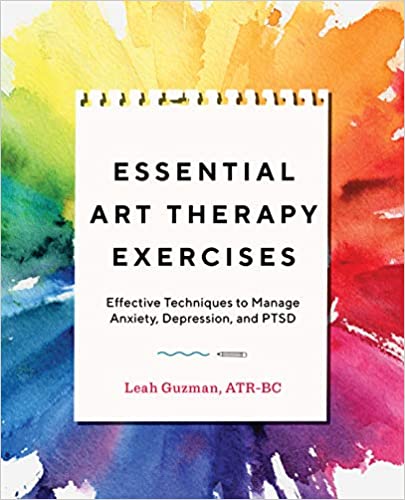 ESSENTIAL
ART THERAPY
EXERCISES
Effective Techniques to Manage
Anxiety, Depression, and PTSD
Leah Guzman, ATR-BC